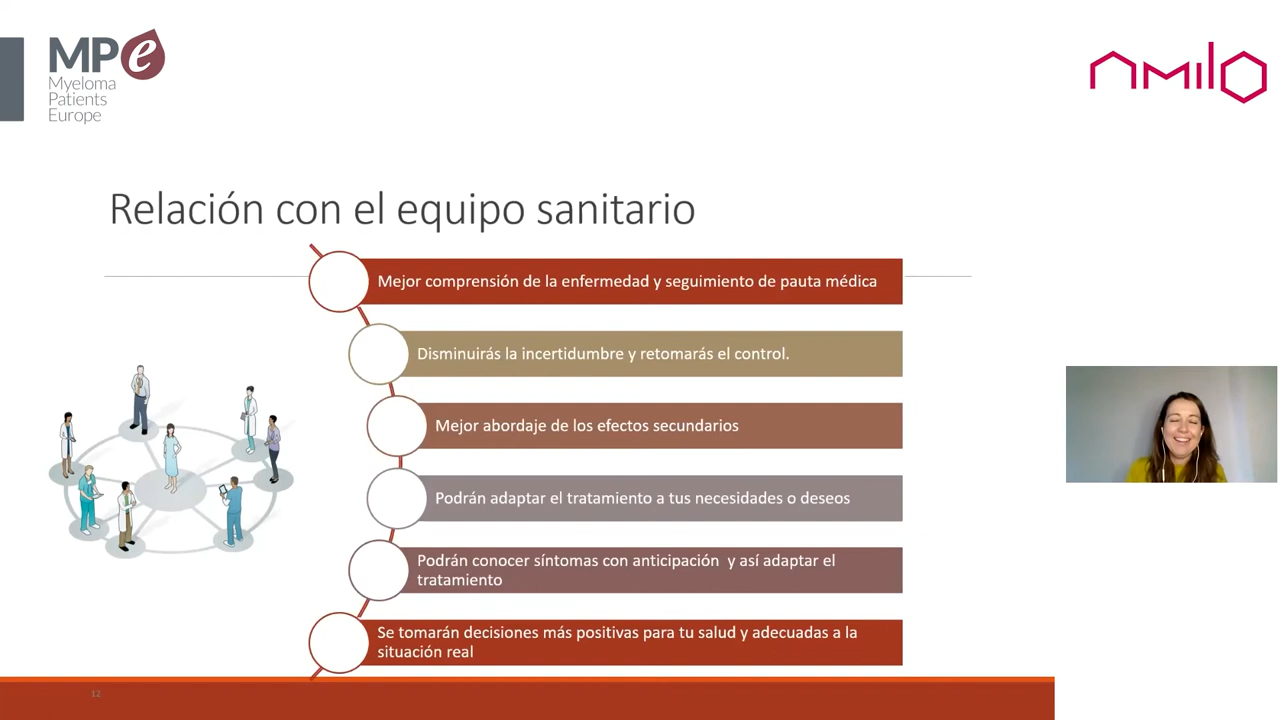 MPe
Myeloma
Patients
Europe
amilo
Relación con el equipo sanitario
Mejor comprensión de la enfermedad y seguimiento de pauta médica
Disminuirás la incertidumbre y retomarás el control.
Mejor abordaje de los efectos secundarios
Podrán adaptar el tratamiento a tus necesidades o deseos
Podrán conocer síntomas con anticipación y así adaptar el
tratamiento
Se tomarán decisiones más positivas para tu salud y adecuadas a la
situación real
12